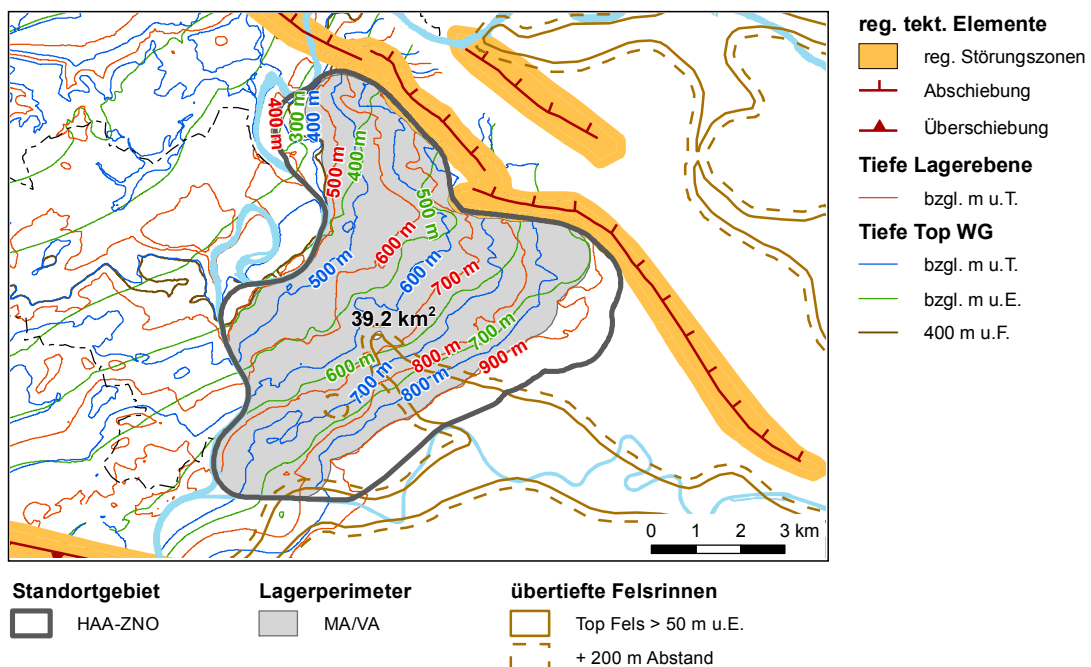 400 m
300 m
400 m
500 m
400 m
500 m
600 m
500 m
600 m
700 m
39.2 km²
600 m
700 m
800 m
700 m
800 m
900 m
0 1 2 3 km
reg. tekt. Elemente
reg. Störungszonen
Abschiebung
Überschiebung
Tiefe Lagerebene
bzgl. m u.T.
Tiefe Top WG
bzgl. m u.T.
bzgl. m u.E.
400 m u.F.
Standortgebiet
HAA-ZNO
Lagerperimeter
MA/VA
übertiefte Felsrinnen
Top Fels > 50 m u.E.
+ 200 m Abstand